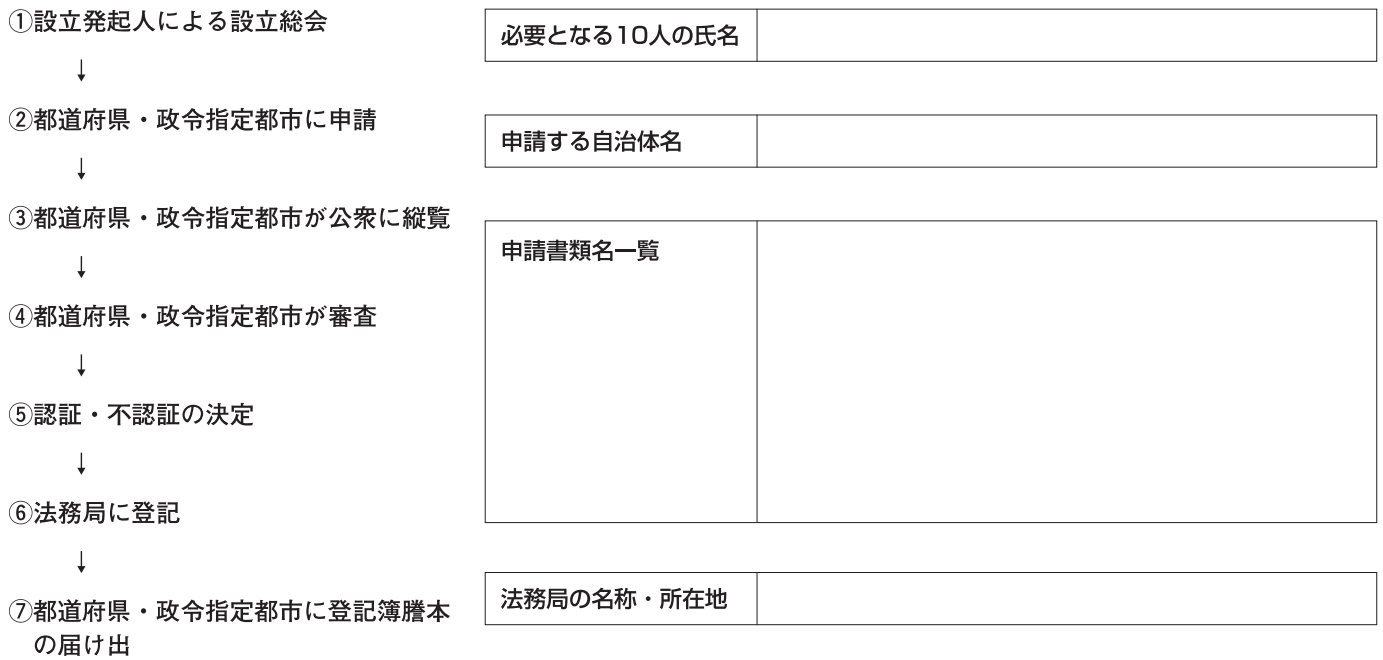 ①設立発起人による設立総会
↓
②都道府県・政令指定都市に申請
↓
③都道府県・政令指定都市が公衆に縦覧
↓
④都道府県・政令指定都市が審査
↓
⑤認証・不認証の決定
↓
⑥法務局に登記
↓
⑦都道府県・政令指定都市に登記簿謄本
の届け出
必要となる10人の氏名
申請する自治体名
申請書類名一覧
法務局の名称・所在地